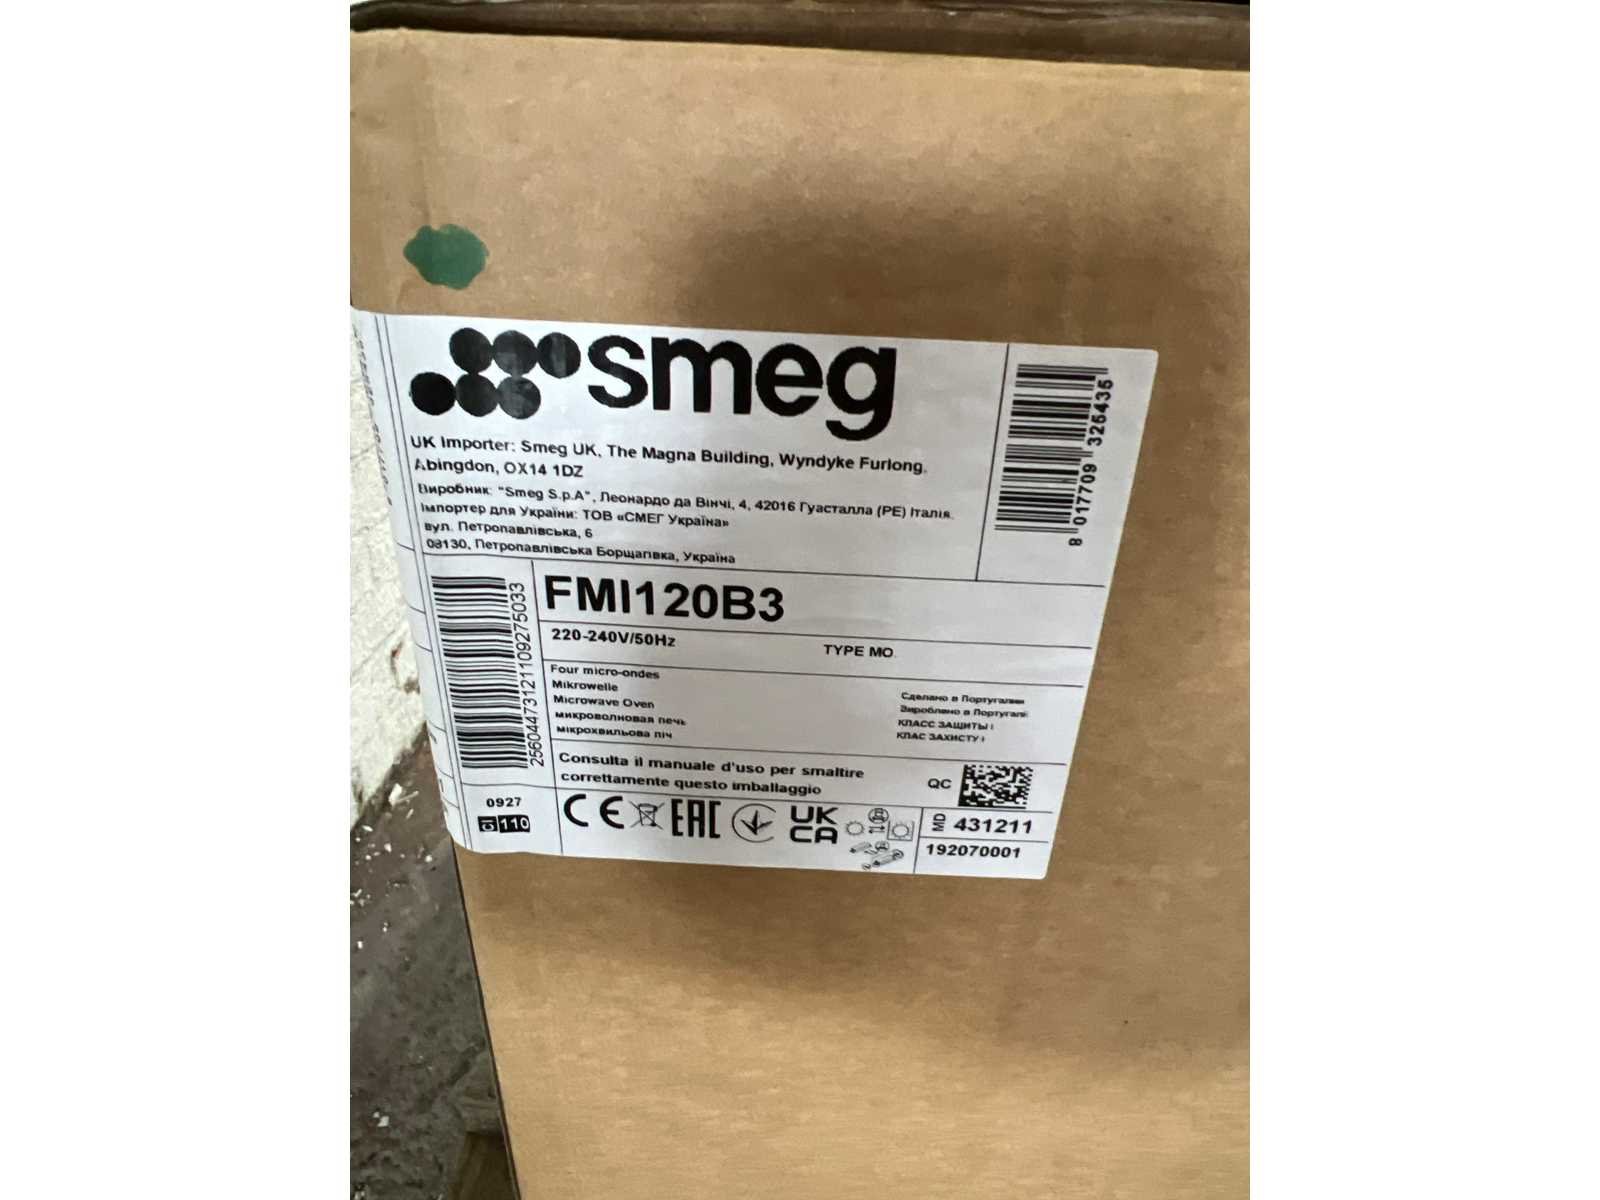 smeg
UK Importer: Smeg UK, The Magna Building, Wyndyke Furlong,
Abingdon, OX14 1DZ
Виробник: "Smeg S.p.A", Леонардо да Вінчі, 4, 42016 Гуасталла (РЕ) Італія.
Імпортер для України: ТОВ «СМЕГ Україна»
вул. Петропавлівська, 6
08130, Петропавлівська Борщагівка, Україна
8 017709 326435
FMI120B3
220-240V/50Hz
TYPE MO.
Four micro-ondes
Mikrowelle
Microwave Oven
микроволновая печь
мікрохвильова піч
Сделано в Португалии
Вироблено в Португалії
КЛАСС ЗАЩИТЫ I
КЛАС ЗАХИСТУ I
25604473121109275033
Consulta il manuale d'uso per smaltire
correttamente questo imballaggio
QC
0927
110
CE
EAC
UK
CA
MD 431211
192070001